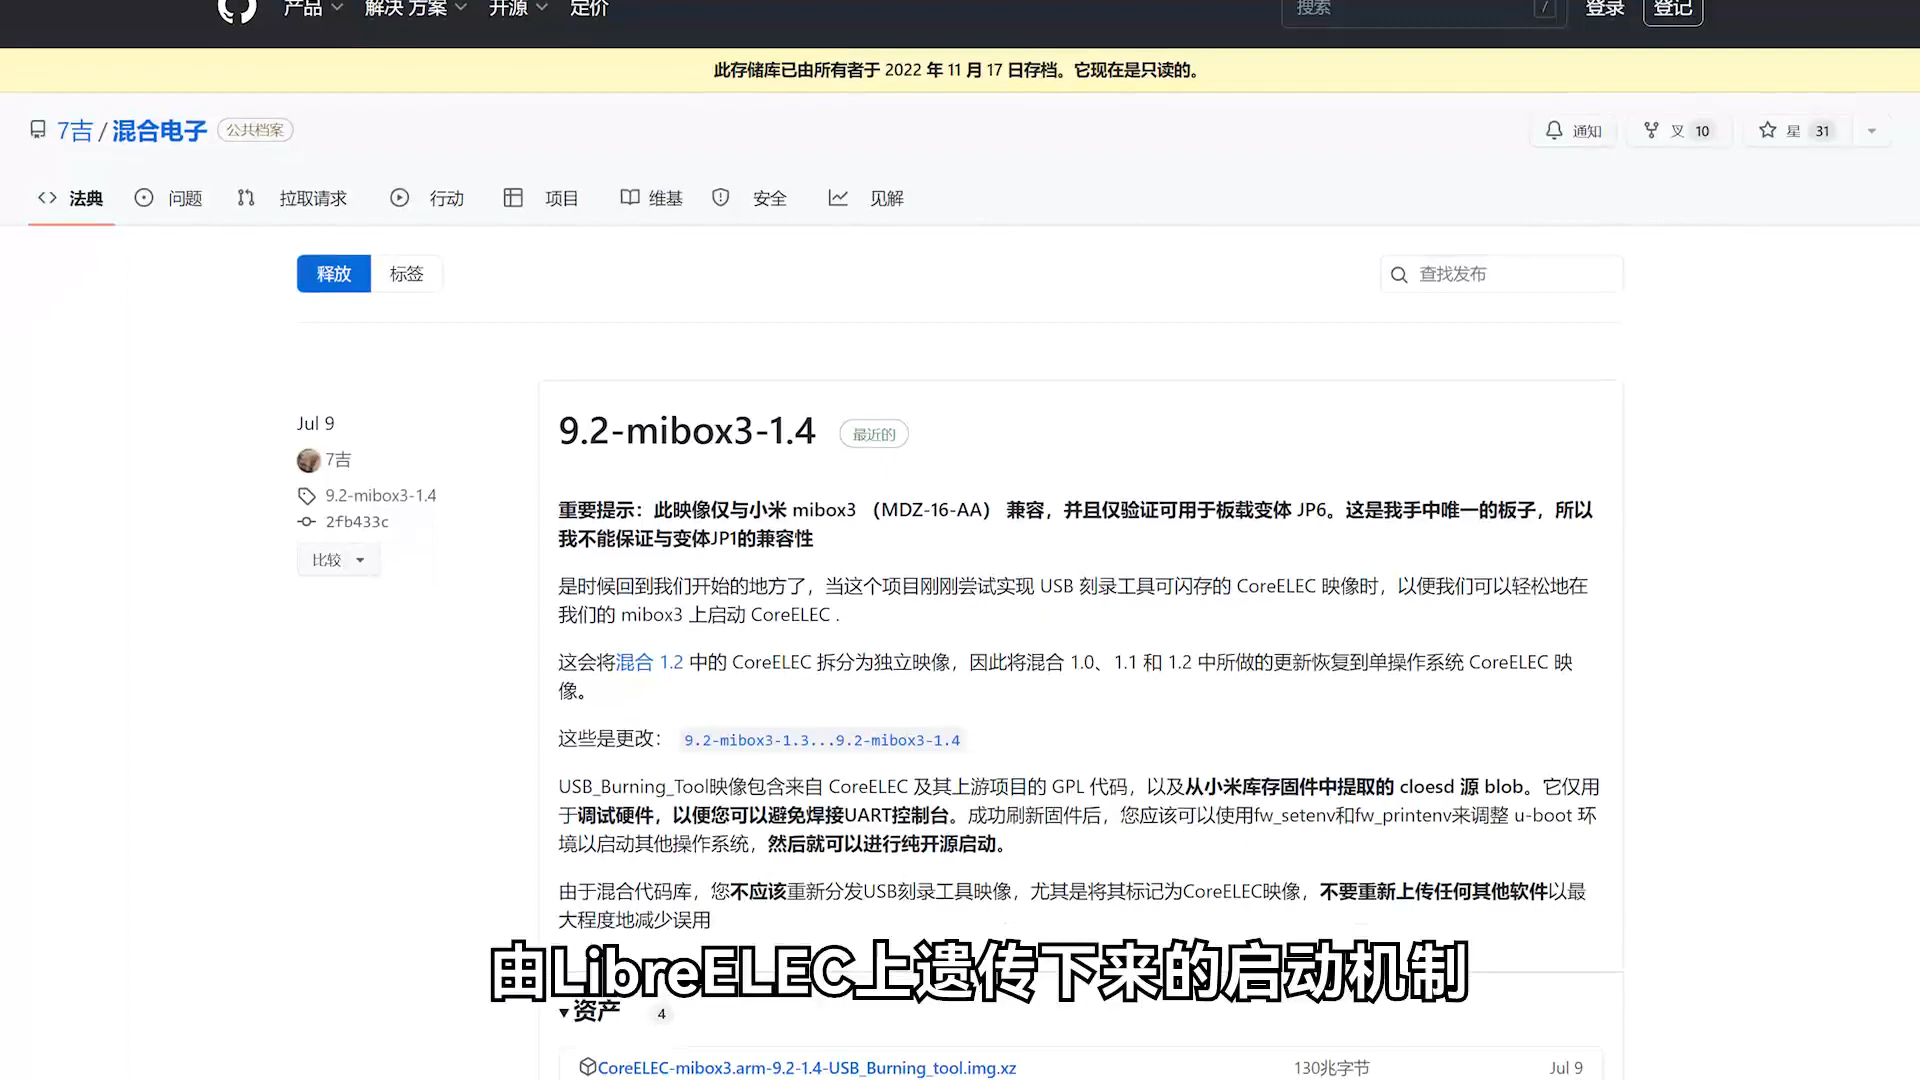 产品 解决 方案 开源 定价 搜索 / 登录 登记
此存储库已由所有者于 2022 年 11 月 17 日存档。它现在是只读的。
7吉 / 混合电子 公共档案 通知 叉 10 星 31
法典 问题 拉取请求 行动 项目 维基 安全 见解
释放 标签 查找发布
Jul 9
7吉
9.2-mibox3-1.4
2fb433c
比较
9.2-mibox3-1.4 最近的
重要提示：此映像仅与小米 mibox3 （MDZ-16-AA） 兼容，并且仅验证可用于板载变体 JP6。这是我手中唯一的板子，所以
我不能保证与变体JP1的兼容性
是时候回到我们开始的地方了，当这个项目刚刚尝试实现 USB 刻录工具可闪存的 CoreELEC 映像时，以便我们可以轻松地在
我们的 mibox3 上启动 CoreELEC .
这会将混合 1.2 中的 CoreELEC 拆分为独立映像，因此将混合 1.0、1.1 和 1.2 中所做的更新恢复到单操作系统 CoreELEC 映
像。
这些是更改： 9.2-mibox3-1.3...9.2-mibox3-1.4
USB_Burning_Tool映像包含来自 CoreELEC 及其上游项目的 GPL 代码，以及从小米库存固件中提取的 cloesd 源 blob。它仅用
于调试硬件，以便您可以避免焊接UART控制台。成功刷新固件后，您应该可以使用fw_setenv和fw_printenv来调整 u-boot 环
境以启动其他操作系统，然后就可以进行纯开源启动。
由于混合代码库，您不应该重新分发USB刻录工具映像，尤其是将其标记为CoreELEC映像，不要重新上传任何其他软件以最
大程度地减少误用
由LibreELEC上遗传下来的启动机制
资产 4
CoreELEC-mibox3.arm-9.2-1.4-USB_Burning_tool.img.xz 130兆字节 Jul 9